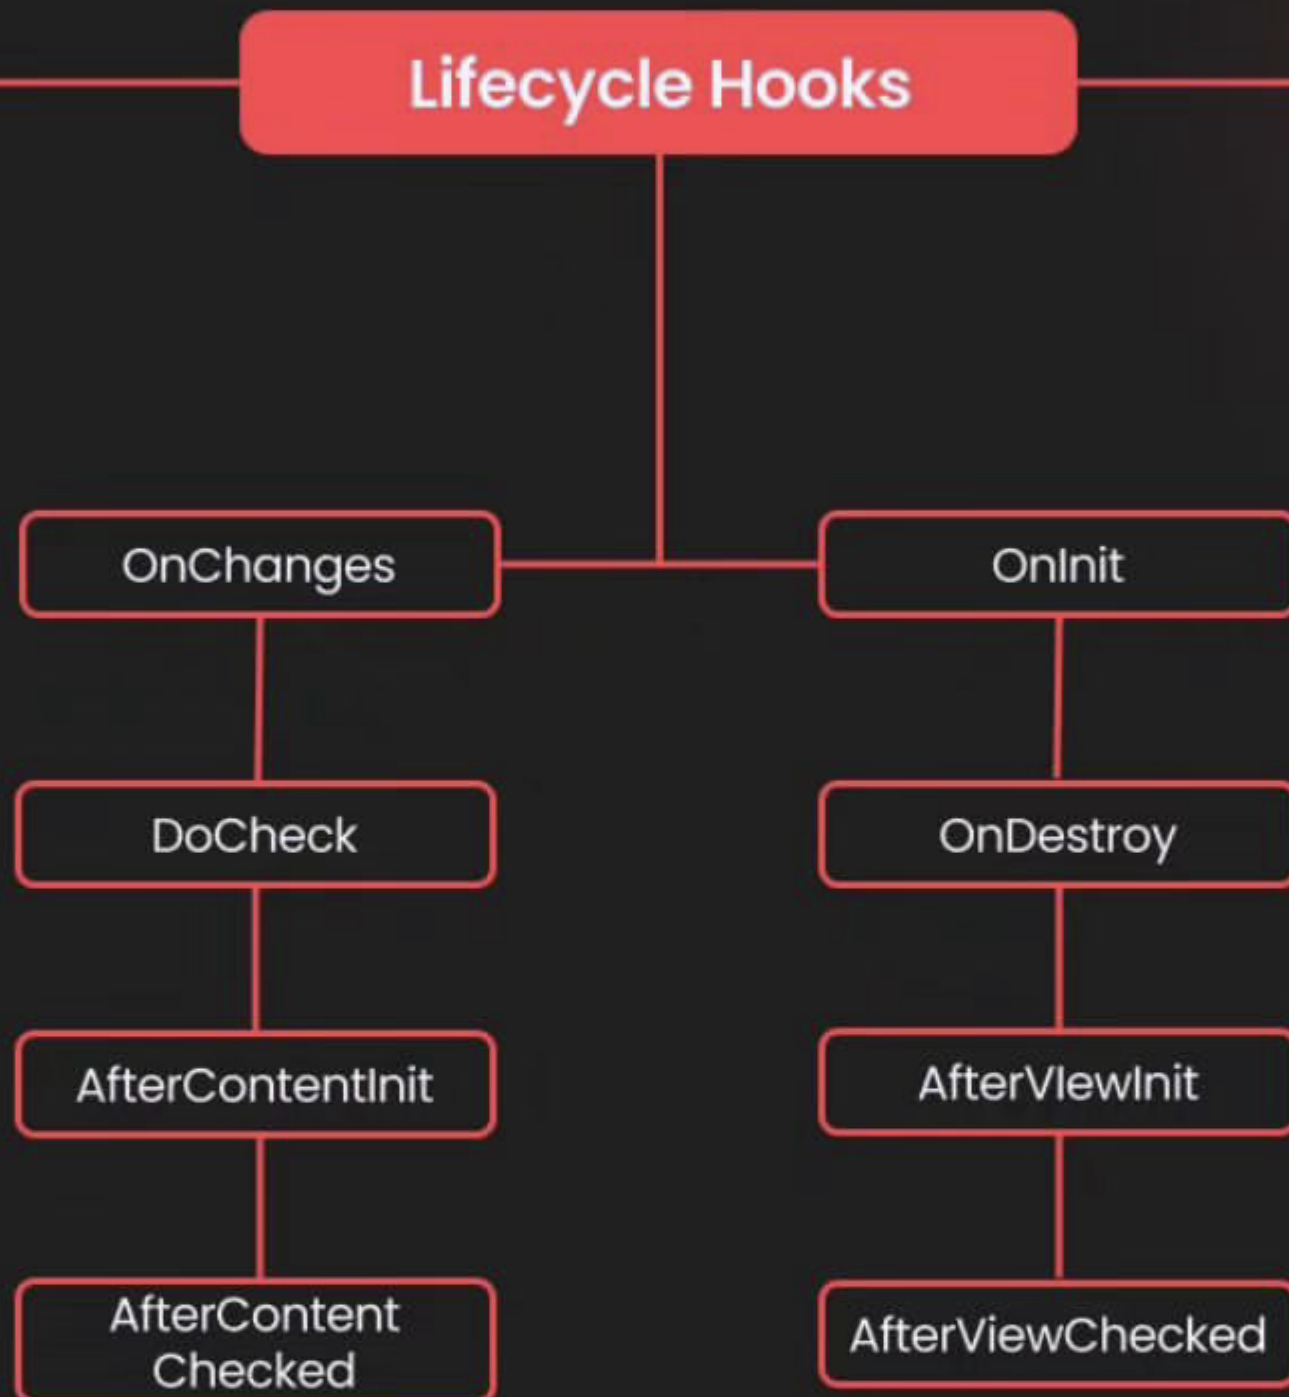 Lifecycle Hooks
OnChanges
OnInit
DoCheck
OnDestroy
AfterContentInit
AfterVIewInit
AfterContent
Checked
AfterViewChecked